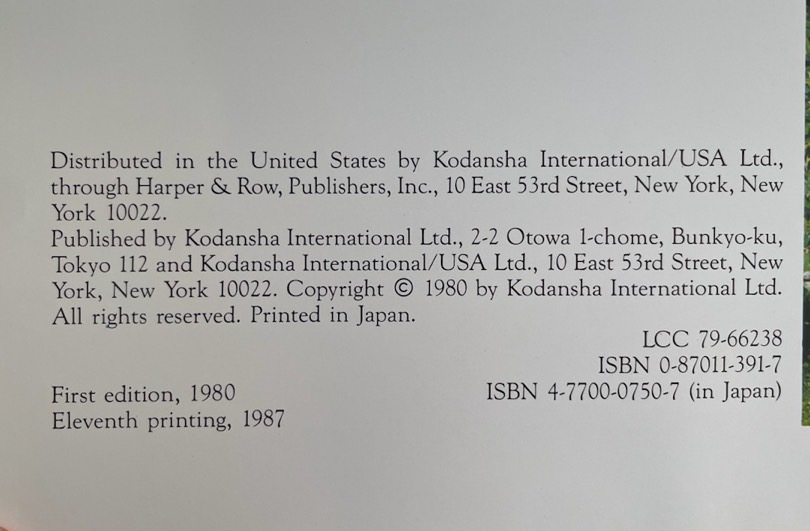 Distributed in the United States by Kodansha International/USA Ltd.,
through Harper & Row, Publishers, Inc., 10 East 53rd Street, New York, New
York 10022.
Published by Kodansha International Ltd., 2-2 Otowa 1-chome, Bunkyo-ku,
Tokyo 112 and Kodansha International/USA Ltd., 10 East 53rd Street, New
York, New York 10022. Copyright © 1980 by Kodansha International Ltd.
All rights reserved. Printed in Japan.
LCC 79-66238
ISBN 0-87011-391-7
ISBN 4-7700-0750-7 (in Japan)
First edition, 1980
Eleventh printing, 1987